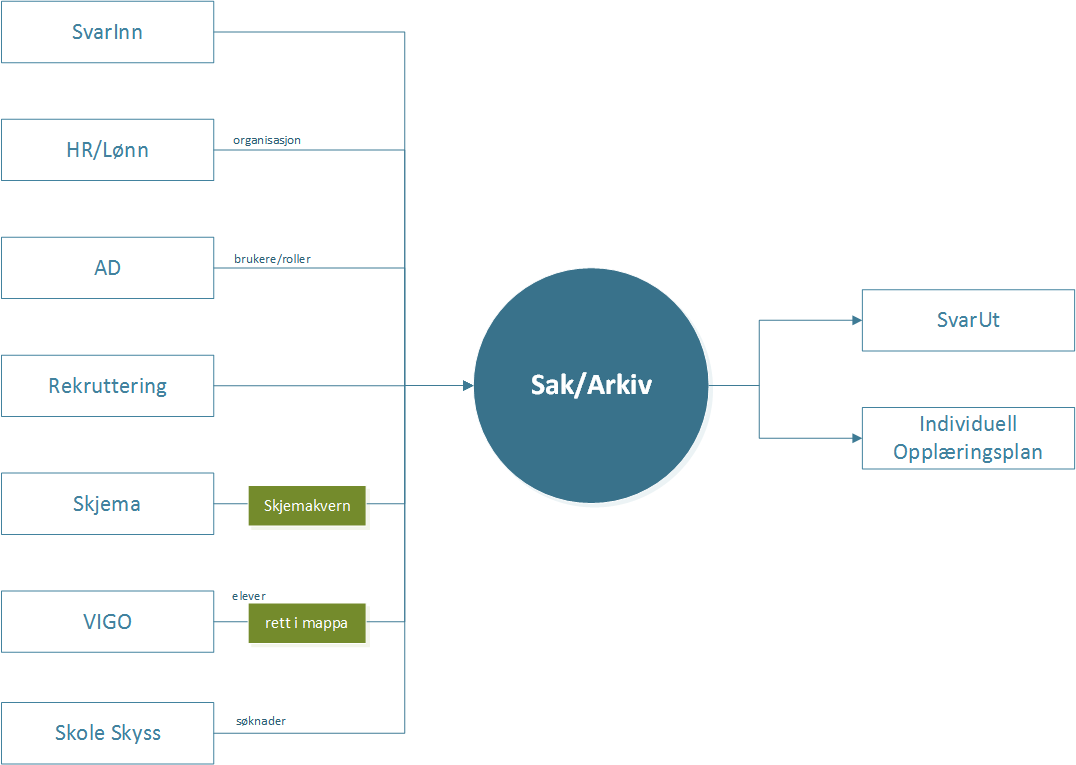 SvarInn
HR/Lønn
organisasjon
AD
brukere/roller
Rekruttering
Skjema
Skjemakvern
VIGO
elever
rett i mappa
Skole Skyss
søknader
Sak/Arkiv
SvarUt
Individuell
Opplæringsplan